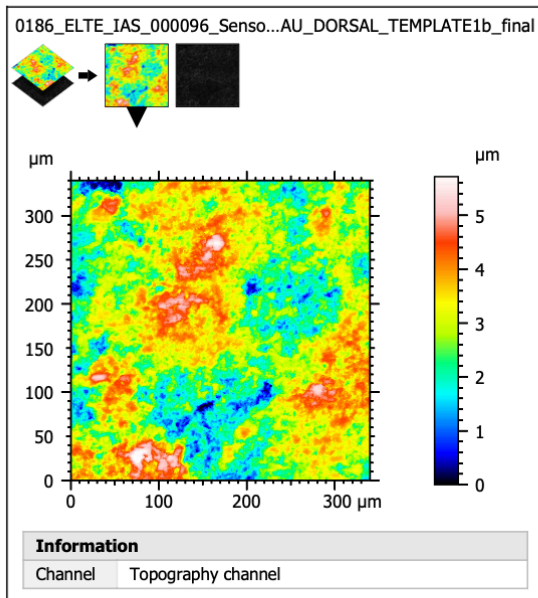 0186_ELTE_IAS_000096_Senso...AU_DORSAL_TEMPLATE1b_final
µm
µm
300
250
200
150
100
50
0
0
100
200
300 µm
5
4
3
2
1
0
Information
Channel Topography channel